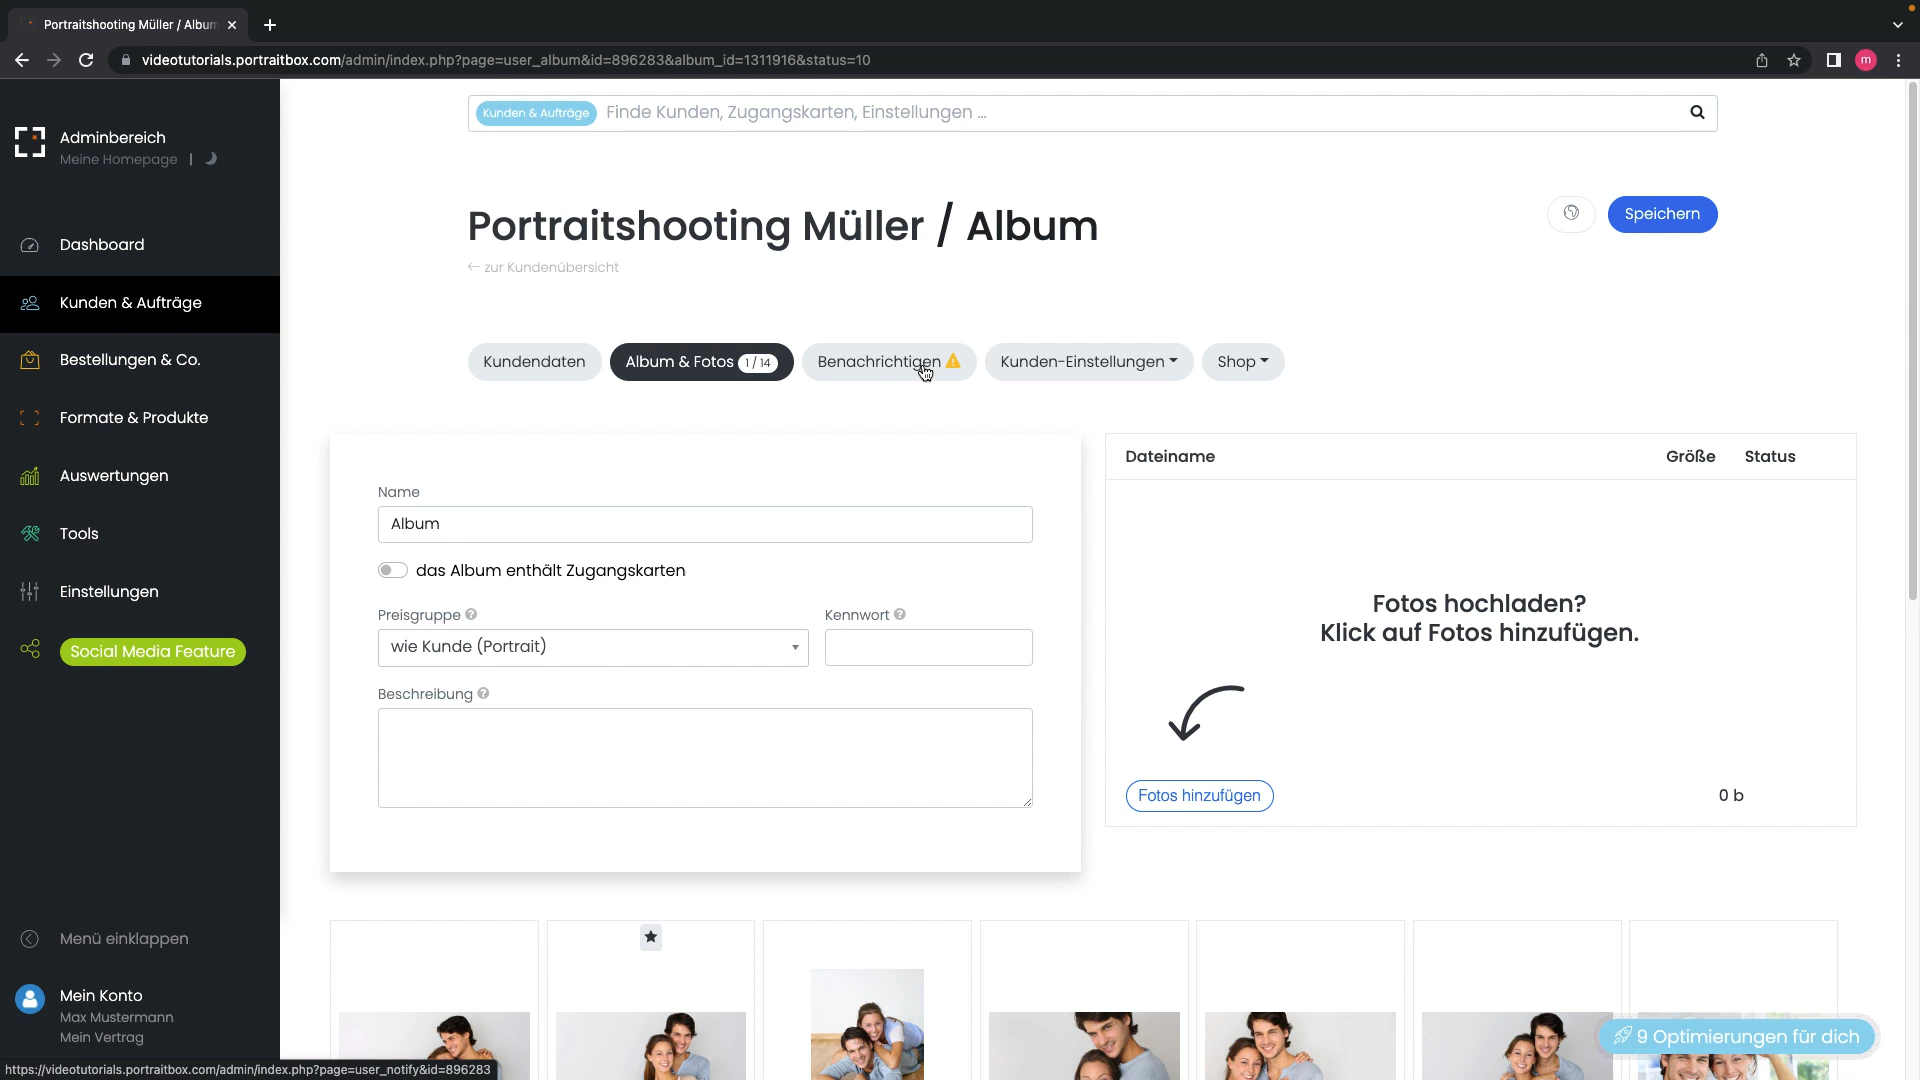 Portraitshooting Müller / Album
videotutorials.portraitbox.com/admin/index.php?page=user_album&id=896283&album_id=1311916&status=10
m
Adminbereich
Meine Homepage |
Dashboard
Kunden & Aufträge
Bestellungen & Co.
Formate & Produkte
Auswertungen
Tools
Einstellungen
Social Media Feature
Menü einklappen
Mein Konto
Max Mustermann
Mein Vertrag
Kunden & Aufträge Finde Kunden, Zugangskarten, Einstellungen ...
Portraitshooting Müller / Album
← zur Kundenübersicht
Speichern
Kundendaten
Album & Fotos 1 / 14
Benachrichtigen
Kunden-Einstellungen
Shop
Name
Album
das Album enthält Zugangskarten
Preisgruppe
wie Kunde (Portrait)
Kennwort
Beschreibung
Dateiname Größe Status
Fotos hochladen?
Klick auf Fotos hinzufügen.
Fotos hinzufügen 0 b
9 Optimierungen für dich
https://videotutorials.portraitbox.com/admin/index.php?page=user_notify&id=896283